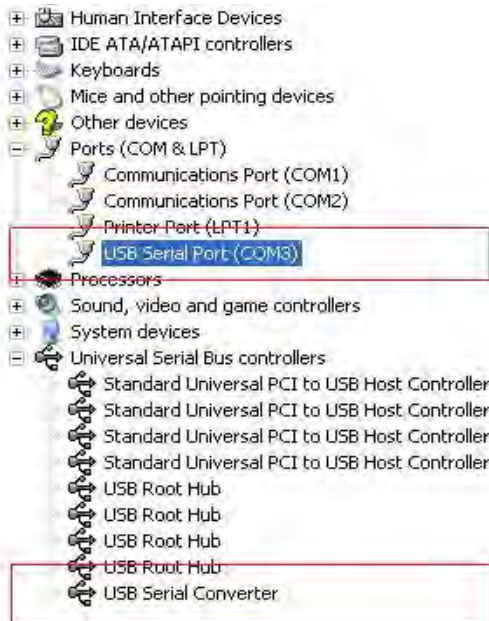 Human Interface Devices
IDE ATA/ATAPI controllers
Keyboards
Mice and other pointing devices
Other devices
Ports (COM & LPT)
Communications Port (COM1)
Communications Port (COM2)
Printer Port (LPT1)
USB Serial Port (COM3)
Processors
Sound, video and game controllers
System devices
Universal Serial Bus controllers
Standard Universal PCI to USB Host Controller
Standard Universal PCI to USB Host Controller
Standard Universal PCI to USB Host Controller
Standard Universal PCI to USB Host Controller
USB Root Hub
USB Root Hub
USB Root Hub
USB Root Hub
USB Serial Converter